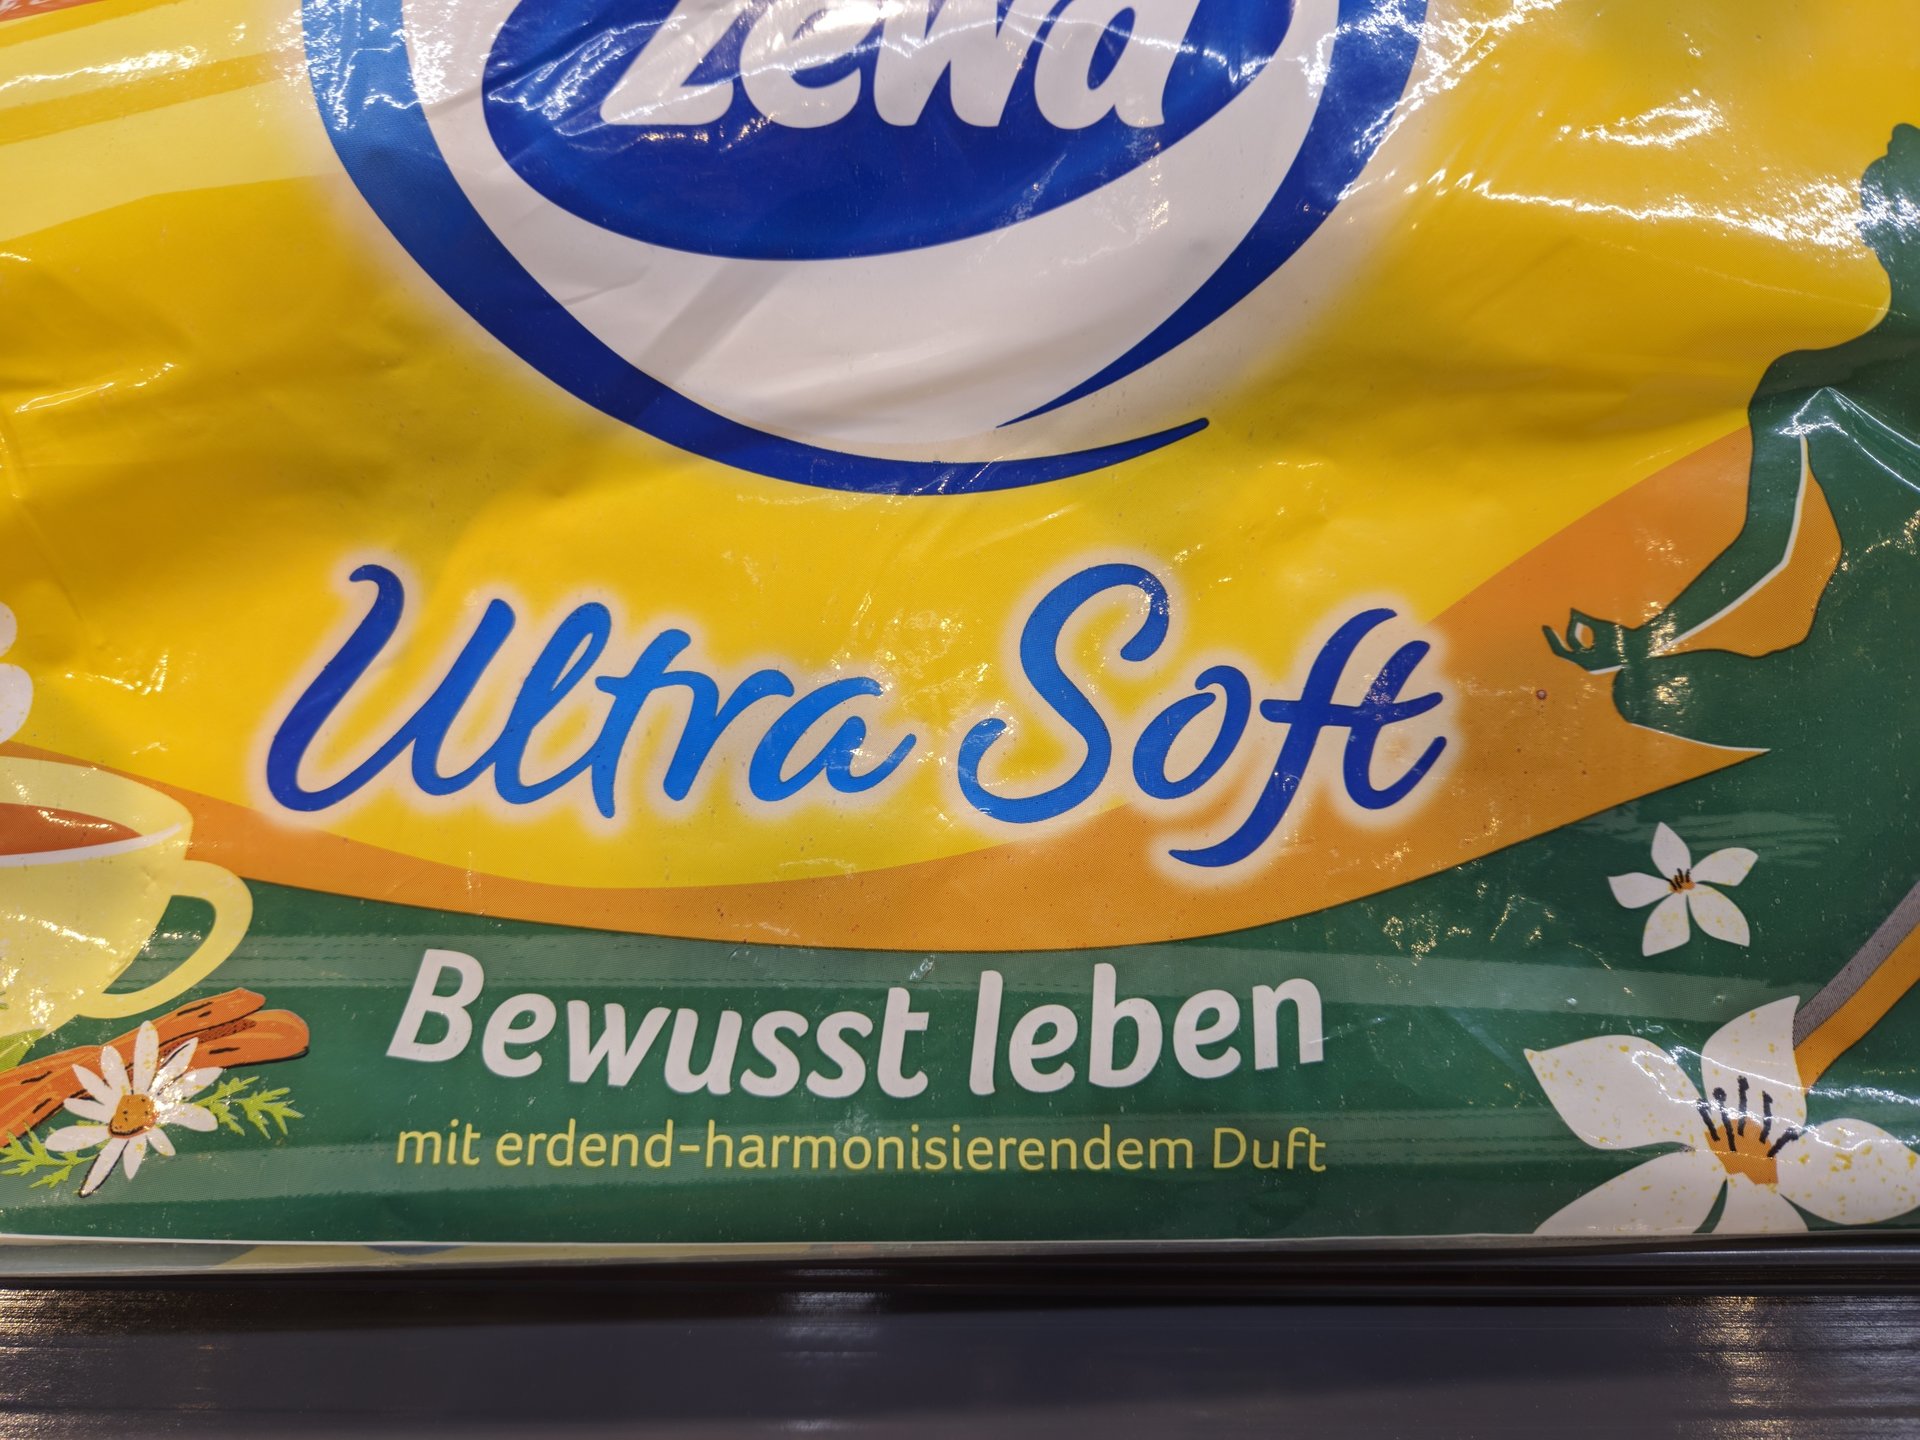 Zewa
Ultra Soft
Bewusst leben
mit erdend-harmonisierendem Duft